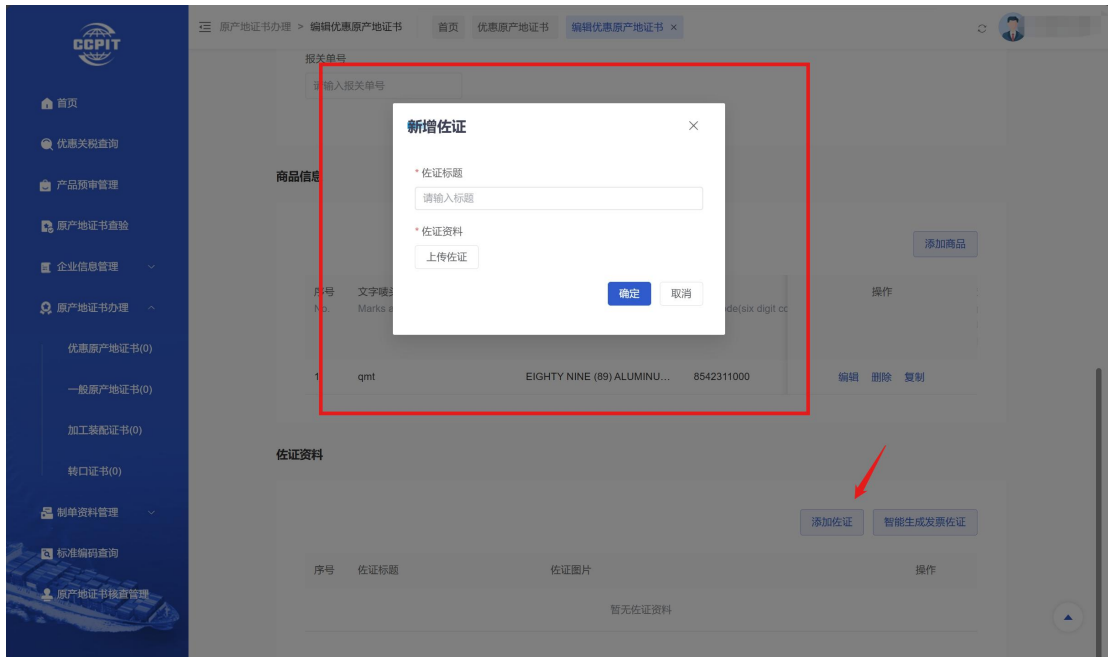 CCPIT
原产地证书办理 > 编辑优惠原产地证书
首页 优惠原产地证书 编辑优惠原产地证书 ×
首页
优惠关税查询
产品预审管理
原产地证书查验
企业信息管理
原产地证书办理
优惠原产地证书(0)
一般原产地证书(0)
加工装配证书(0)
转口证书(0)
制单资料管理
标准编码查询
原产地证书核查管理
报关单号
请输入报关单号
新增佐证
* 佐证标题
请输入标题
* 佐证资料
上传佐证
确定 取消
商品信息
添加商品
序号 文字唛 操作
No. Marks a de(six digit co
1 qmt EIGHTY NINE (89) ALUMINU... 8542311000 编辑 删除 复制
佐证资料
添加佐证 智能生成发票佐证
序号 佐证标题 佐证图片 操作
暂无佐证资料